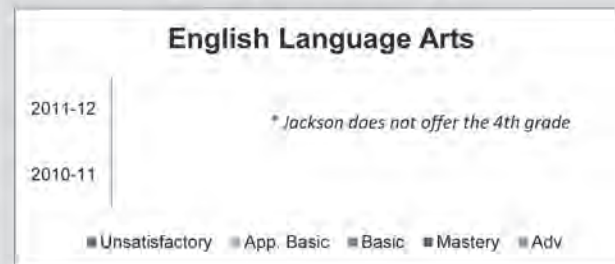 English Language Arts
2011-12
* Jackson does not offer the 4th grade
2010-11
Unsatisfactory App. Basic Basic Mastery Adv